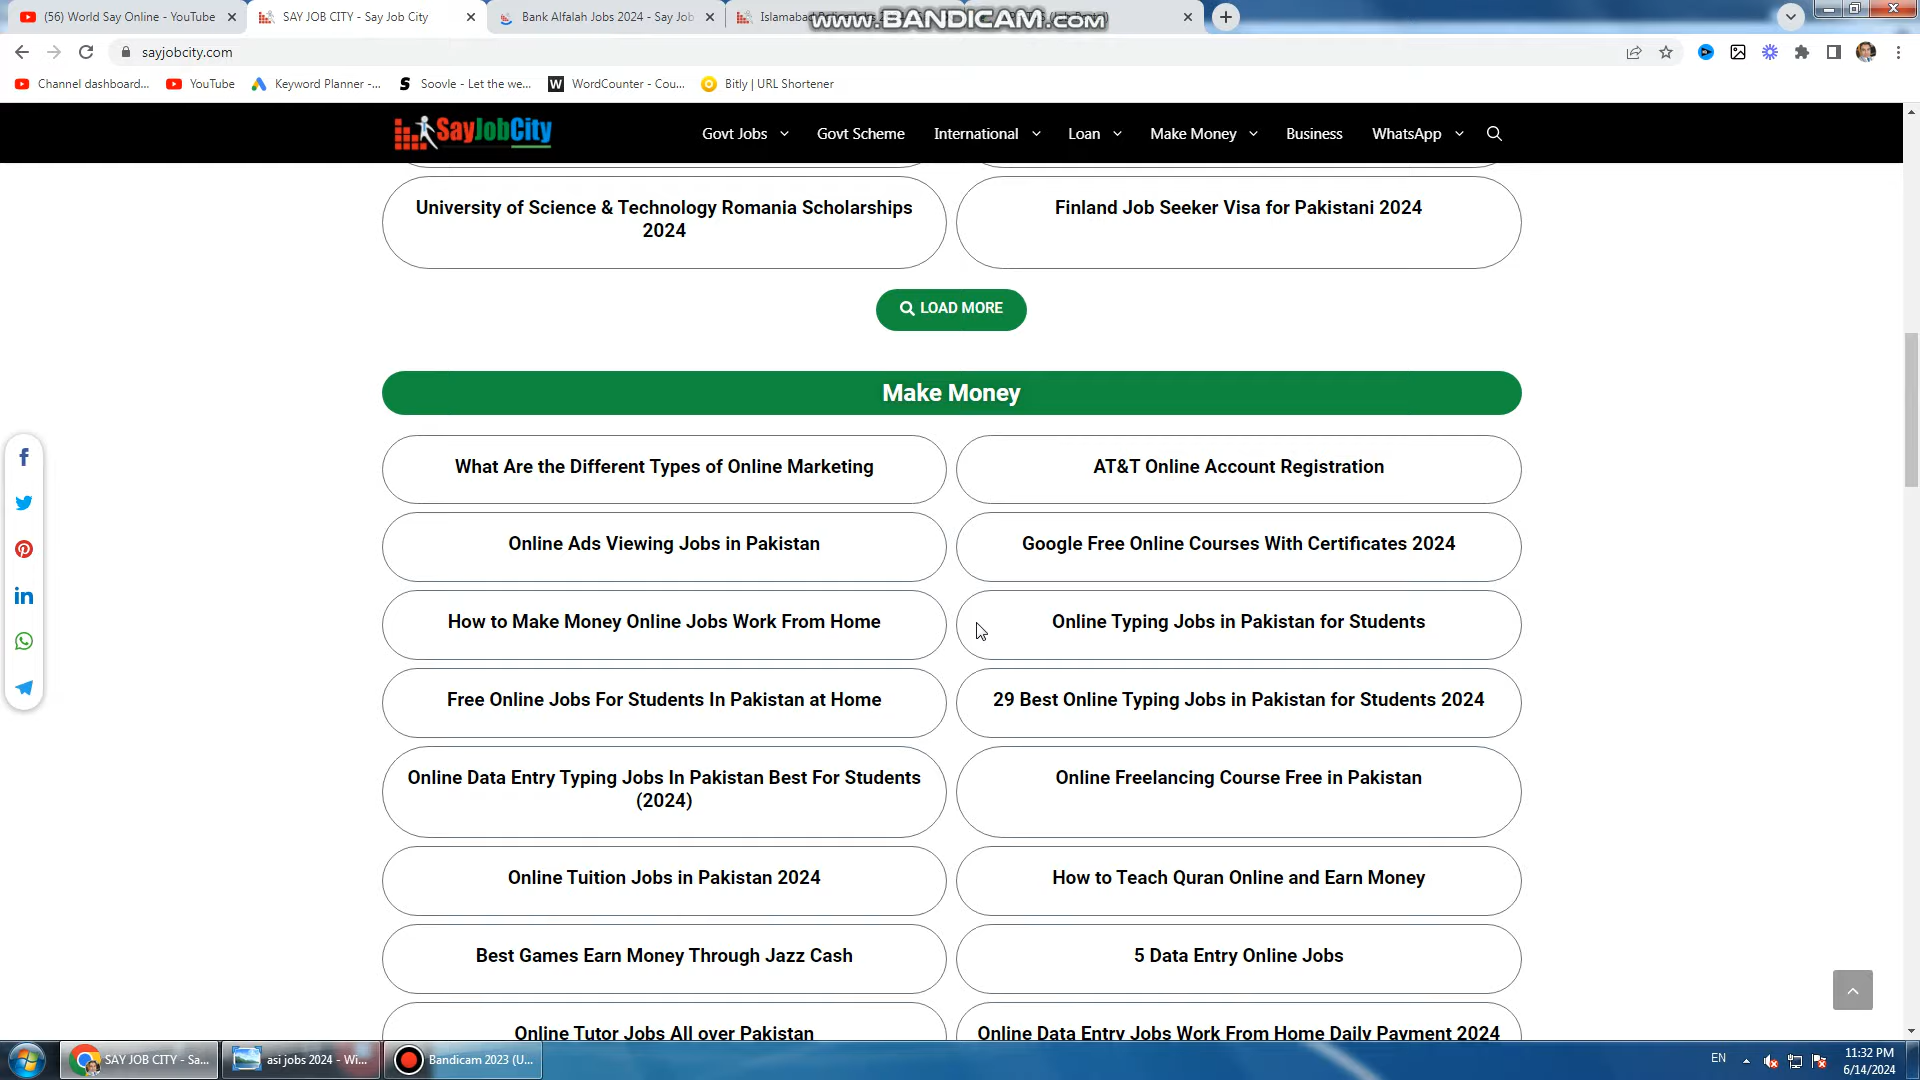 (56) World Say Online - YouTube
SAY JOB CITY - Say Job City
Bank Alfalah Jobs 2024 - Say Job
www.BANDICAM.com
sayjobcity.com
Channel dashboard...
YouTube
Keyword Planner -...
Soovle - Let the we...
WordCounter - Cou...
Bitly | URL Shortener
SayJobCity
Govt Jobs
Govt Scheme
International
Loan
Make Money
Business
WhatsApp
University of Science & Technology Romania Scholarships
2024
Finland Job Seeker Visa for Pakistani 2024
LOAD MORE
Make Money
What Are the Different Types of Online Marketing
AT&T Online Account Registration
Online Ads Viewing Jobs in Pakistan
Google Free Online Courses With Certificates 2024
How to Make Money Online Jobs Work From Home
Online Typing Jobs in Pakistan for Students
Free Online Jobs For Students In Pakistan at Home
29 Best Online Typing Jobs in Pakistan for Students 2024
Online Data Entry Typing Jobs In Pakistan Best For Students
(2024)
Online Freelancing Course Free in Pakistan
Online Tuition Jobs in Pakistan 2024
How to Teach Quran Online and Earn Money
Best Games Earn Money Through Jazz Cash
5 Data Entry Online Jobs
Online Tutor Jobs All over Pakistan
Online Data Entry Jobs Work From Home Daily Payment 2024
SAY JOB CITY - Sa...
asi jobs 2024 - Wi...
Bandicam 2023 (U...
EN
11:32 PM
6/14/2024